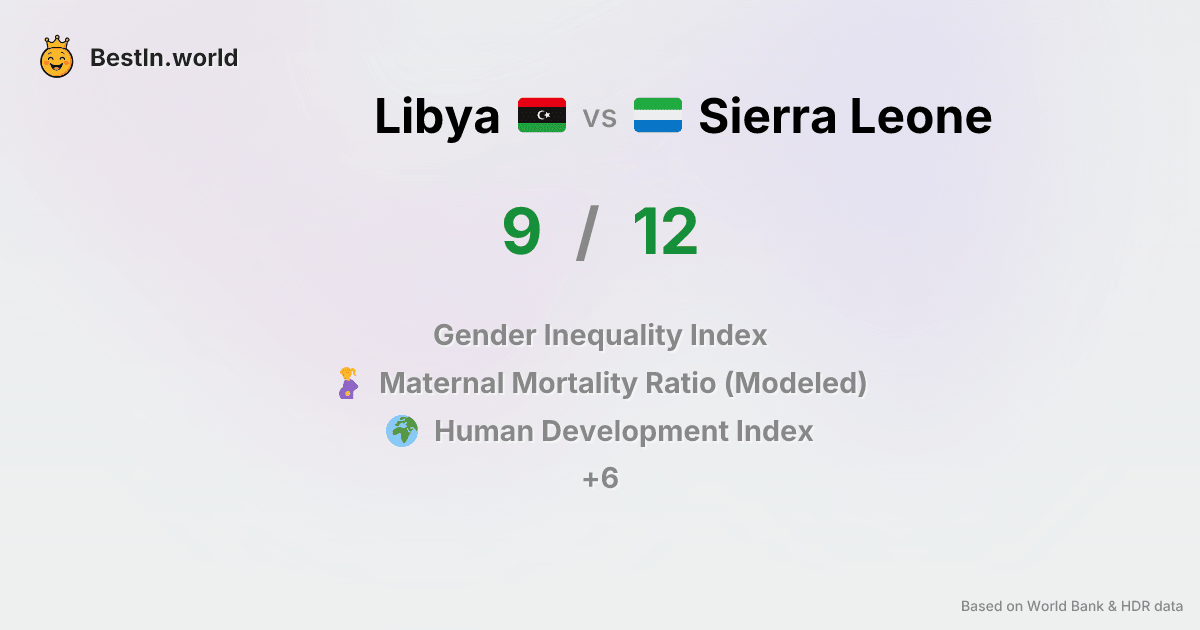 BestIn.world
Libya vs Sierra Leone
9 / 12
Gender Inequality Index
Maternal Mortality Ratio (Modeled)
Human Development Index
+6
Based on World Bank & HDR data